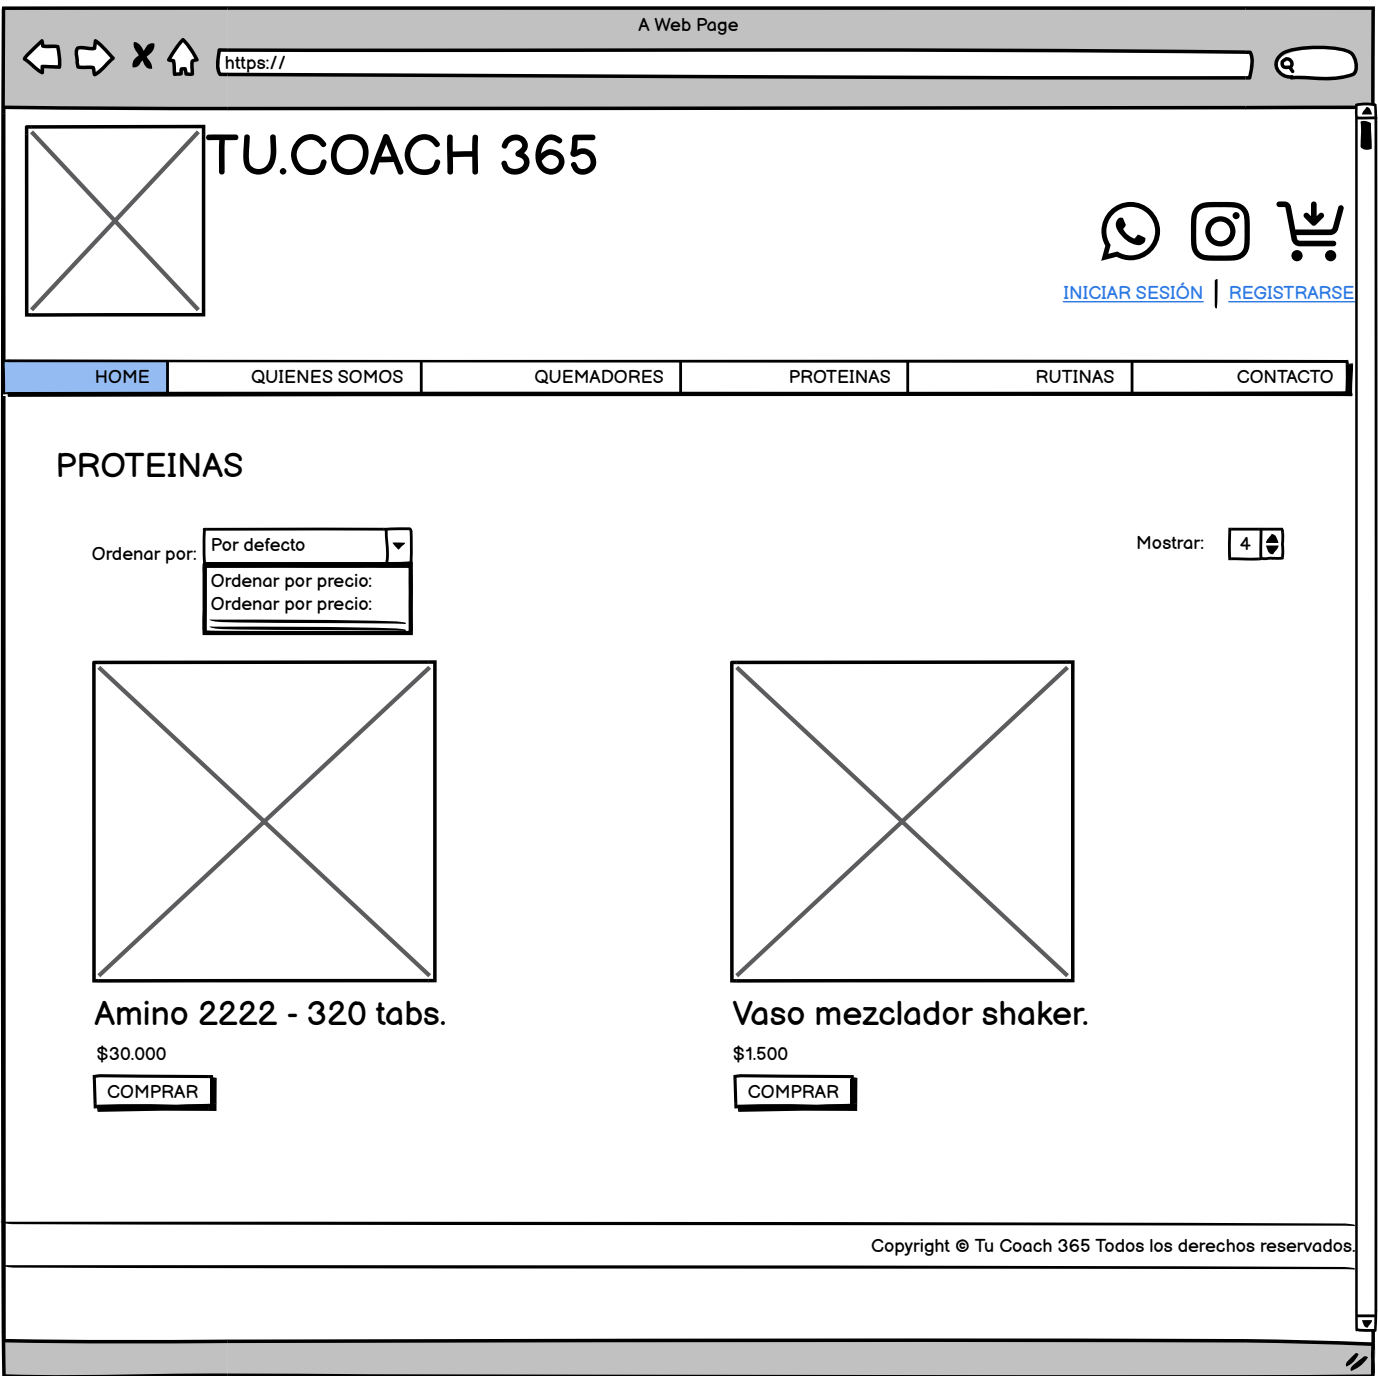 A Web Page
https://
TU.COACH 365
INICIAR SESIÓN
REGISTRARSE
HOME
QUIENES SOMOS
QUEMADORES
PROTEINAS
RUTINAS
CONTACTO
PROTEINAS
Ordenar por:
Por defecto
Mostrar:
4
Ordenar por precio:
Ordenar por precio:
Amino 2222 - 320 tabs.
$30.000
COMPRAR
Vaso mezclador shaker.
$1.500
COMPRAR
Copyright © Tu Coach 365 Todos los derechos reservados.